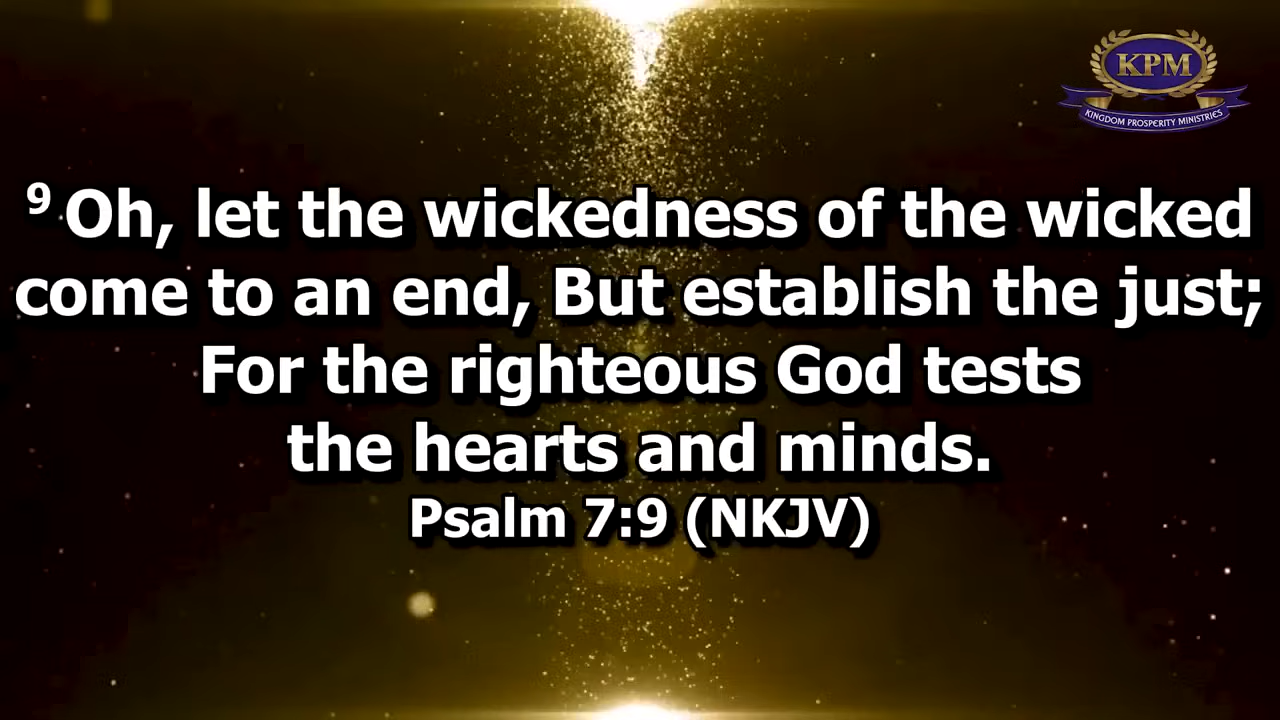 KPM
KINGDOM PROSPERITY MINISTRIES
9 Oh, let the wickedness of the wicked
come to an end, But establish the just;
For the righteous God tests
the hearts and minds.
Psalm 7:9 (NKJV)